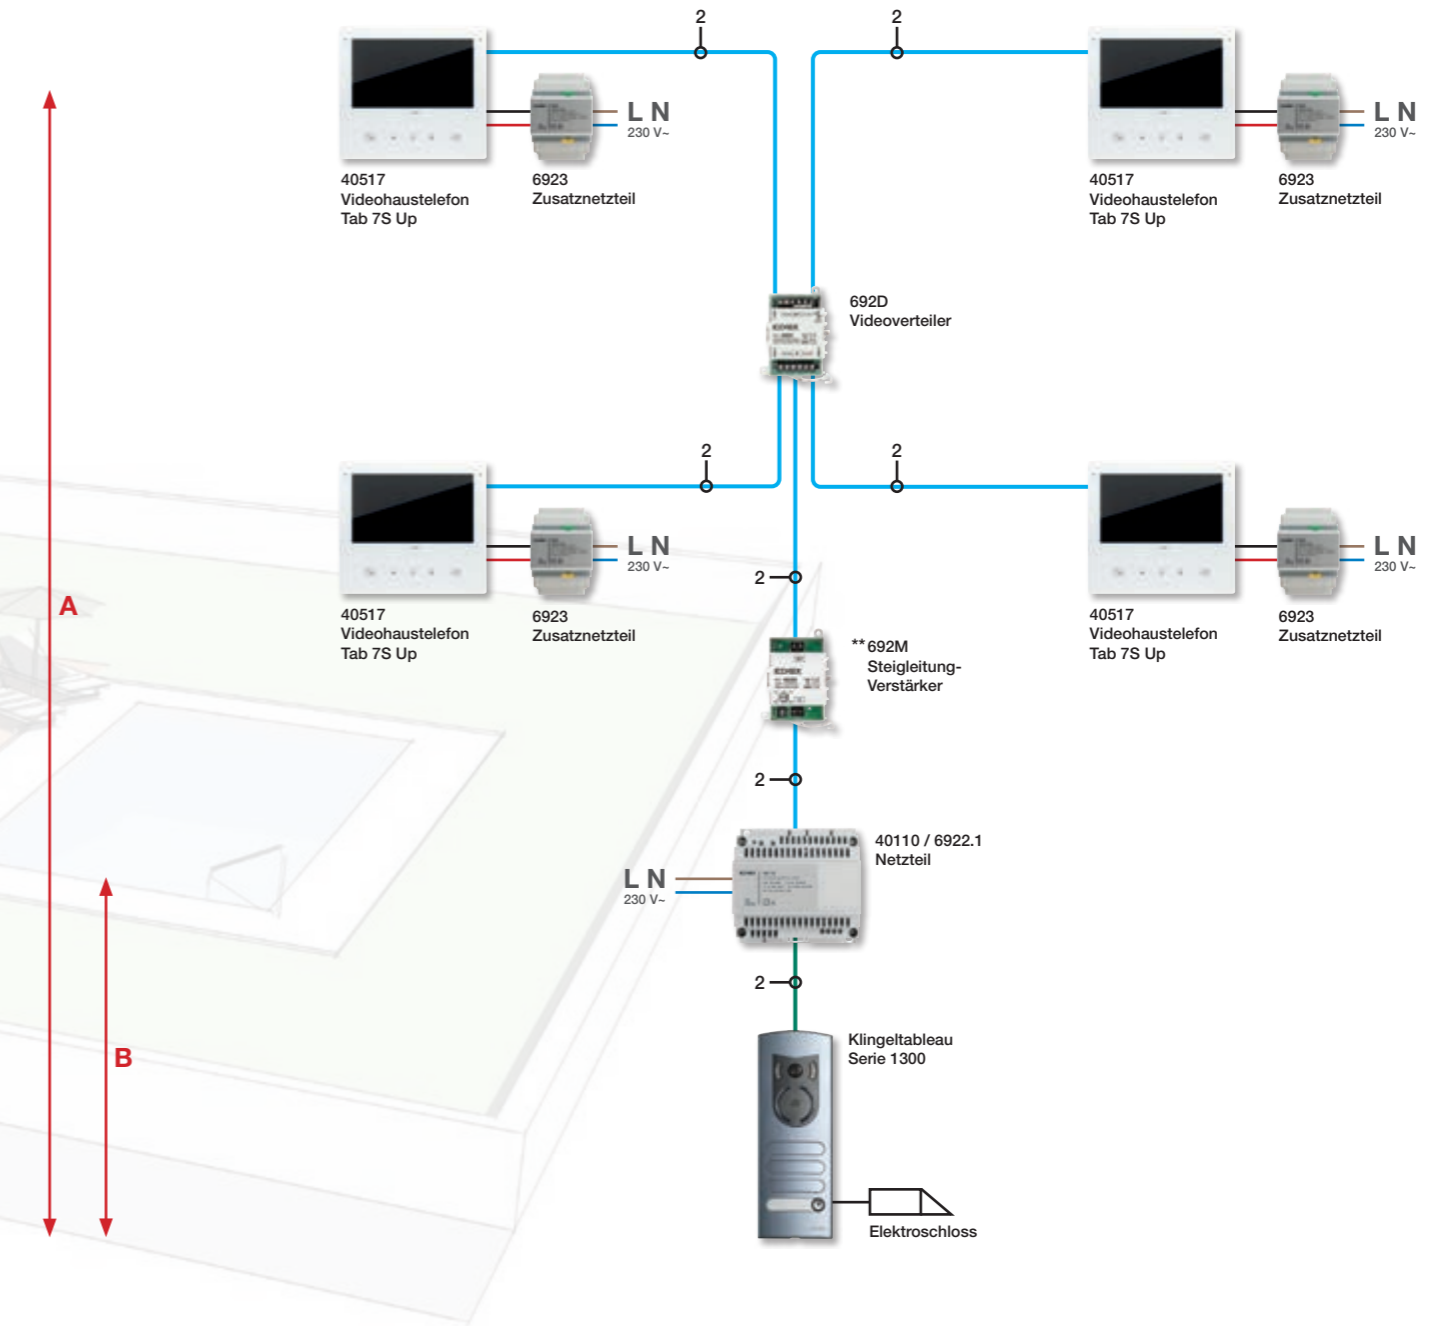 2
2
L N
230 V~
L N
230 V~
40517
Videohaustelefon
Tab 7S Up
6923
Zusatznetzteil
40517
Videohaustelefon
Tab 7S Up
6923
Zusatznetzteil
692D
Videoverteiler
2
2
L N
230 V~
L N
230 V~
40517
Videohaustelefon
Tab 7S Up
6923
Zusatznetzteil
40517
Videohaustelefon
Tab 7S Up
6923
Zusatznetzteil
A
2
**692M
Steigleitung-
Verstärker
2
40110 / 6922.1
Netzteil
L N
230 V~
2
B
Klingeltableau
Serie 1300
Elektroschloss